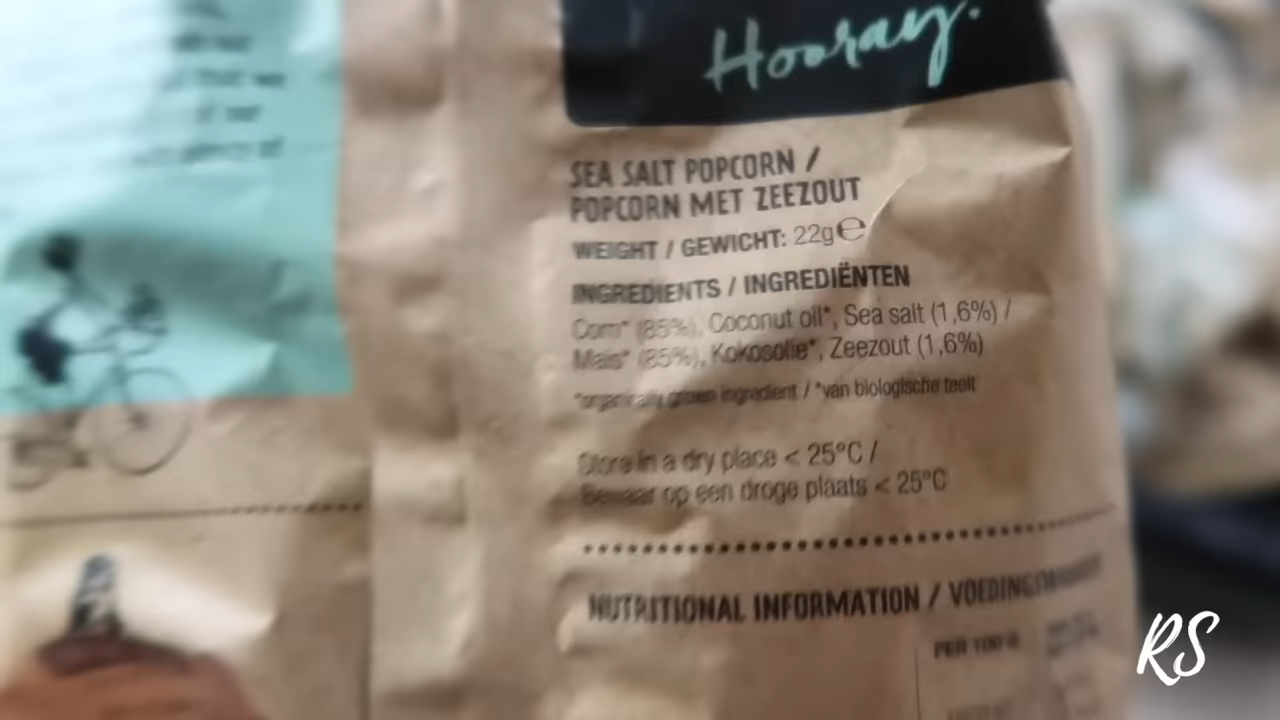 Hooray.
SEA SALT POPCORN /
POPCORN MET ZEEZOUT
WEIGHT / GEWICHT: 22g℮
INGREDIENTS / INGREDIËNTEN
Corn* (85%), Coconut oil*, Sea salt (1,6%) /
Mais* (85%), Kokosolie*, Zeezout (1,6%)
*organically grown ingredient / *van biologische teelt
Store in a dry place < 25°C /
Bewaar op een droge plaats < 25°C
NUTRITIONAL INFORMATION /
PER 100 G
RS